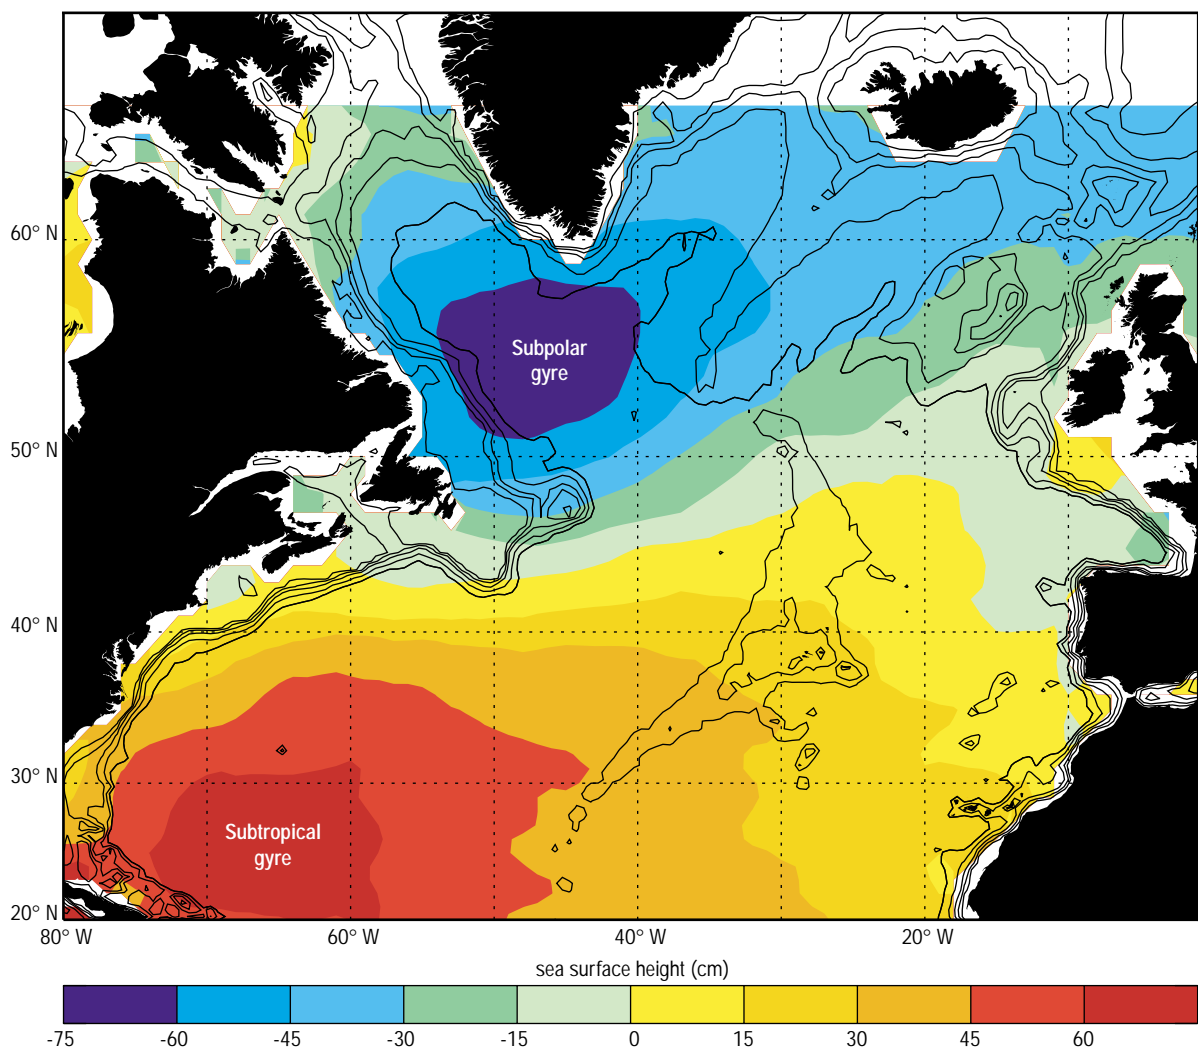 60° N
Subpolar
gyre
50° N
40° N
30° N
Subtropical
gyre
20° N
80° W
60° W
40° W
20° W
sea surface height (cm)
-75
-60
-45
-30
-15
0
15
30
45
60